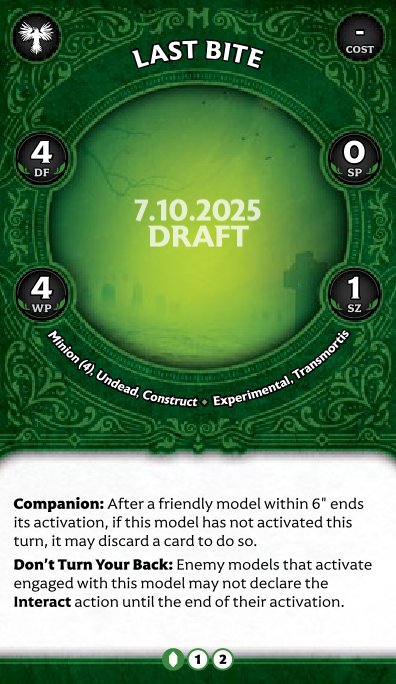 -
COST
LAST BITE
4
DF
0
SP
7.10.2025
DRAFT
4
WP
1
SZ
Minion (4), Undead, Construct ⬥ Experimental, Transmortis
Companion: After a friendly model within 6" ends
its activation, if this model has not activated this
turn, it may discard a card to do so.
Don't Turn Your Back: Enemy models that activate
engaged with this model may not declare the
Interact action until the end of their activation.
1 2